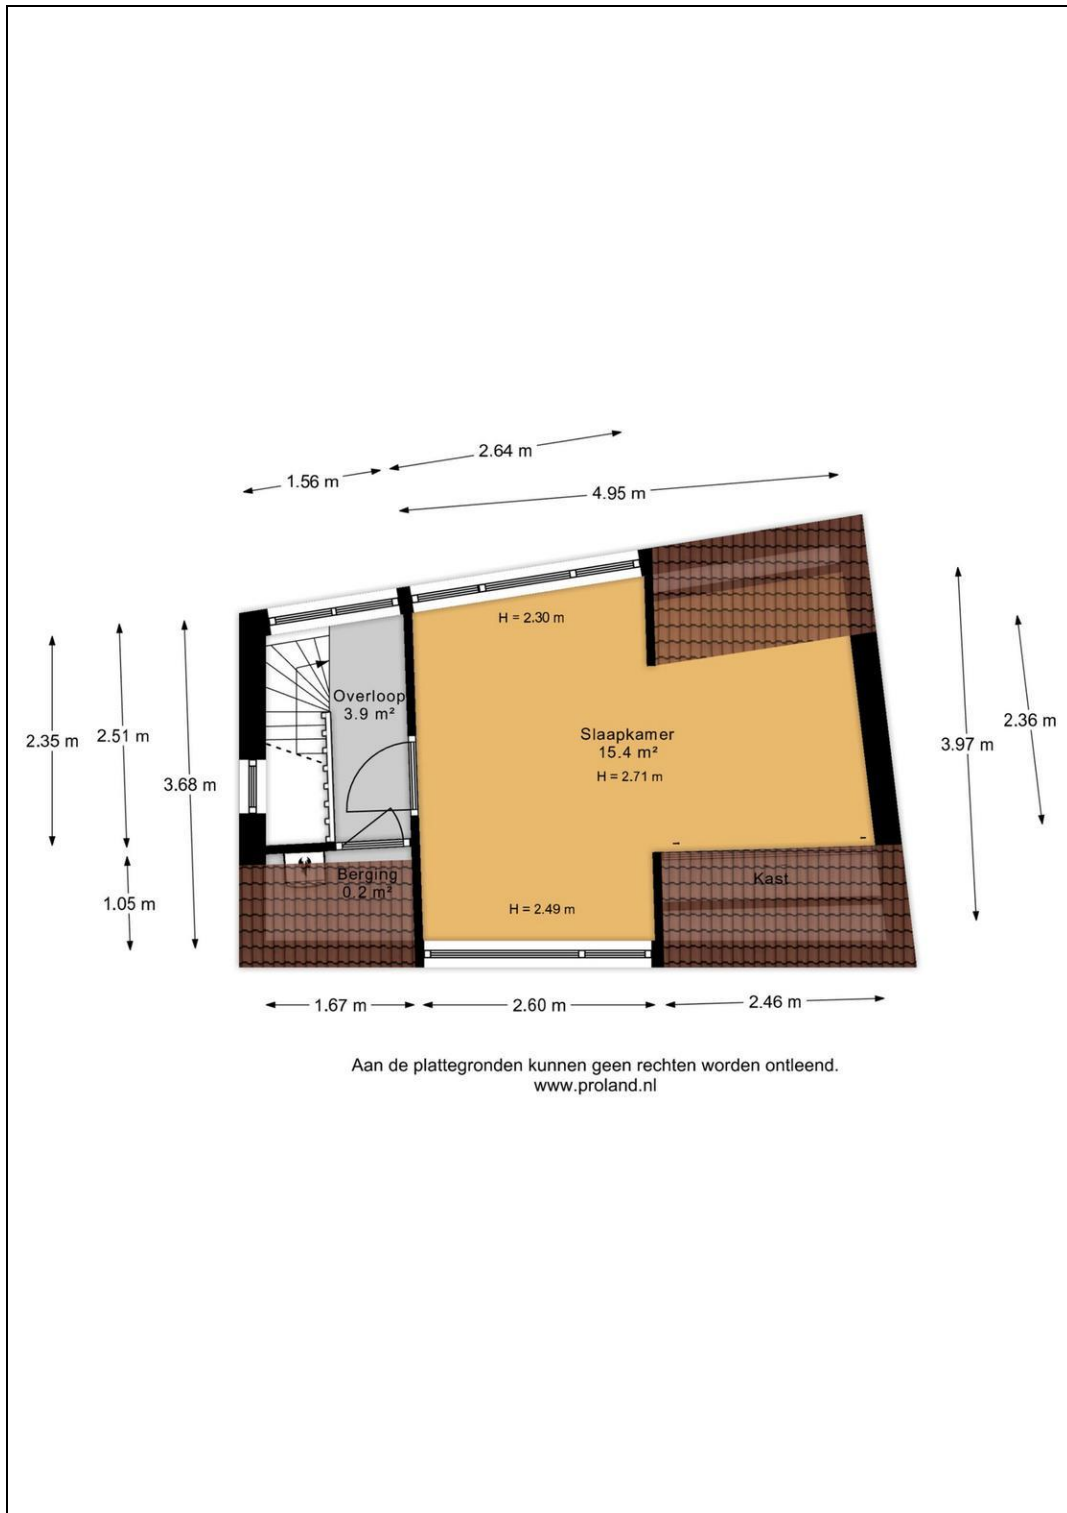 2.64 m
1.56 m
4.95 m
H = 2.30 m
Overloop
3.9 m²
Slaapkamer
15.4 m²
H = 2.71 m
2.35 m
2.51 m
3.68 m
3.97 m
2.36 m
Berging
0.2 m²
Kast
1.05 m
H = 2.49 m
1.67 m
2.60 m
2.46 m
Aan de plattegronden kunnen geen rechten worden ontleend.
www.proland.nl